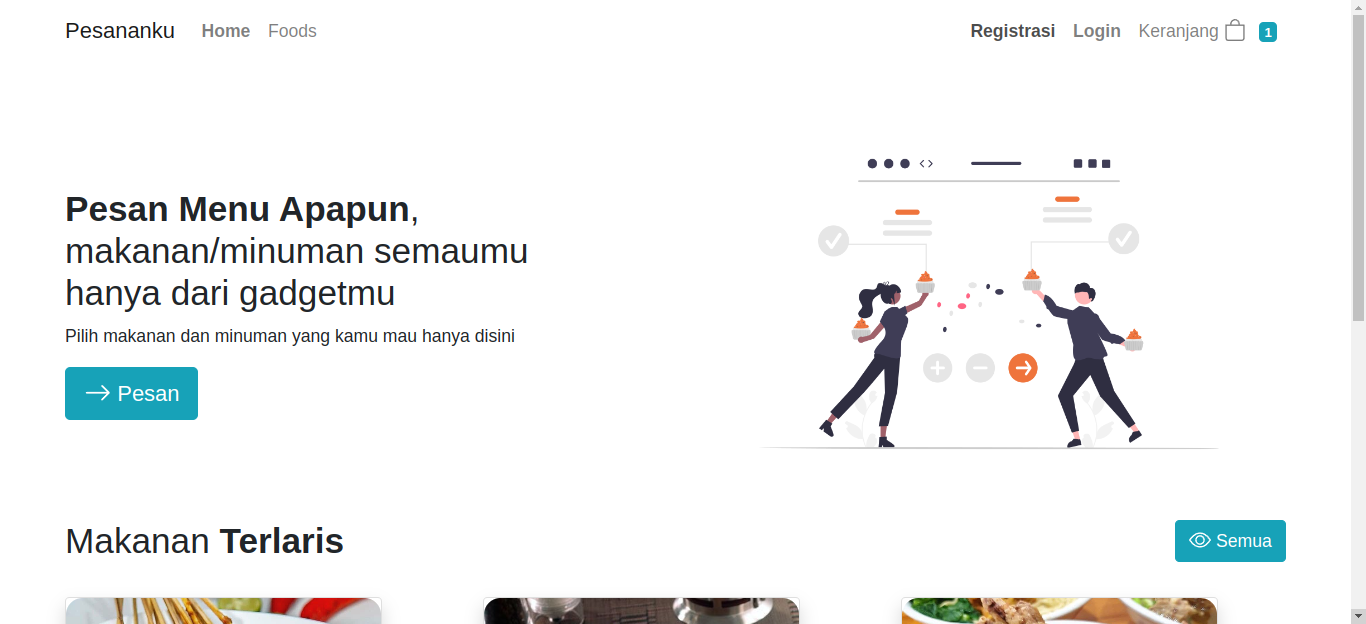 Pesananku Home Foods Registrasi Login Keranjang 1
Pesan Menu Apapun,
makanan/minuman semaumu
hanya dari gadgetmu
Pilih makanan dan minuman yang kamu mau hanya disini
Pesan
Makanan Terlaris
Semua